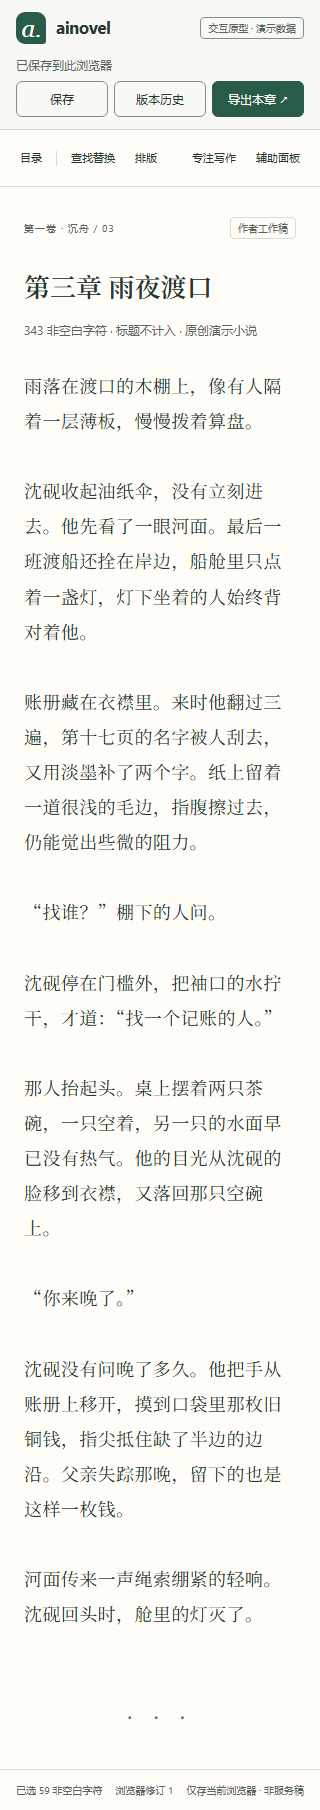 a. ainovel 交互原型 · 演示数据
已保存到此浏览器
保存 版本历史 导出本章 ↗
目录 查找替换 排版 专注写作 辅助面板
第一卷 · 沉舟 / 03 作者工作稿
第三章 雨夜渡口
343 非空白字符 · 标题不计入 · 原创演示小说
雨落在渡口的木棚上，像有人隔
着一层薄板，慢慢拨着算盘。
沈砚收起油纸伞，没有立刻进
去。他先看了一眼河面。最后一
班渡船还拴在岸边，船舱里只点
着一盏灯，灯下坐着的人始终背
对着他。
账册藏在衣襟里。来时他翻过三
遍，第十七页的名字被人刮去，
又用淡墨补了两个字。纸上留着
一道很浅的毛边，指腹擦过去，
仍能觉出些微的阻力。
“找谁？”棚下的人问。
沈砚停在门槛外，把袖口的水拧
干，才道：“找一个记账的人。”
那人抬起头。桌上摆着两只茶
碗，一只空着，另一只的水面早
已没有热气。他的目光从沈砚的
脸移到衣襟，又落回那只空碗
上。
“你来晚了。”
沈砚没有问晚了多久。他把手从
账册上移开，摸到口袋里那枚旧
铜钱，指尖抵住缺了半边的边
沿。父亲失踪那晚，留下的也是
这样一枚钱。
河面传来一声绳索绷紧的轻响。
沈砚回头时，舱里的灯灭了。
· · ·
已选 59 非空白字符 浏览器修订 1 仅存当前浏览器 · 非服务稿